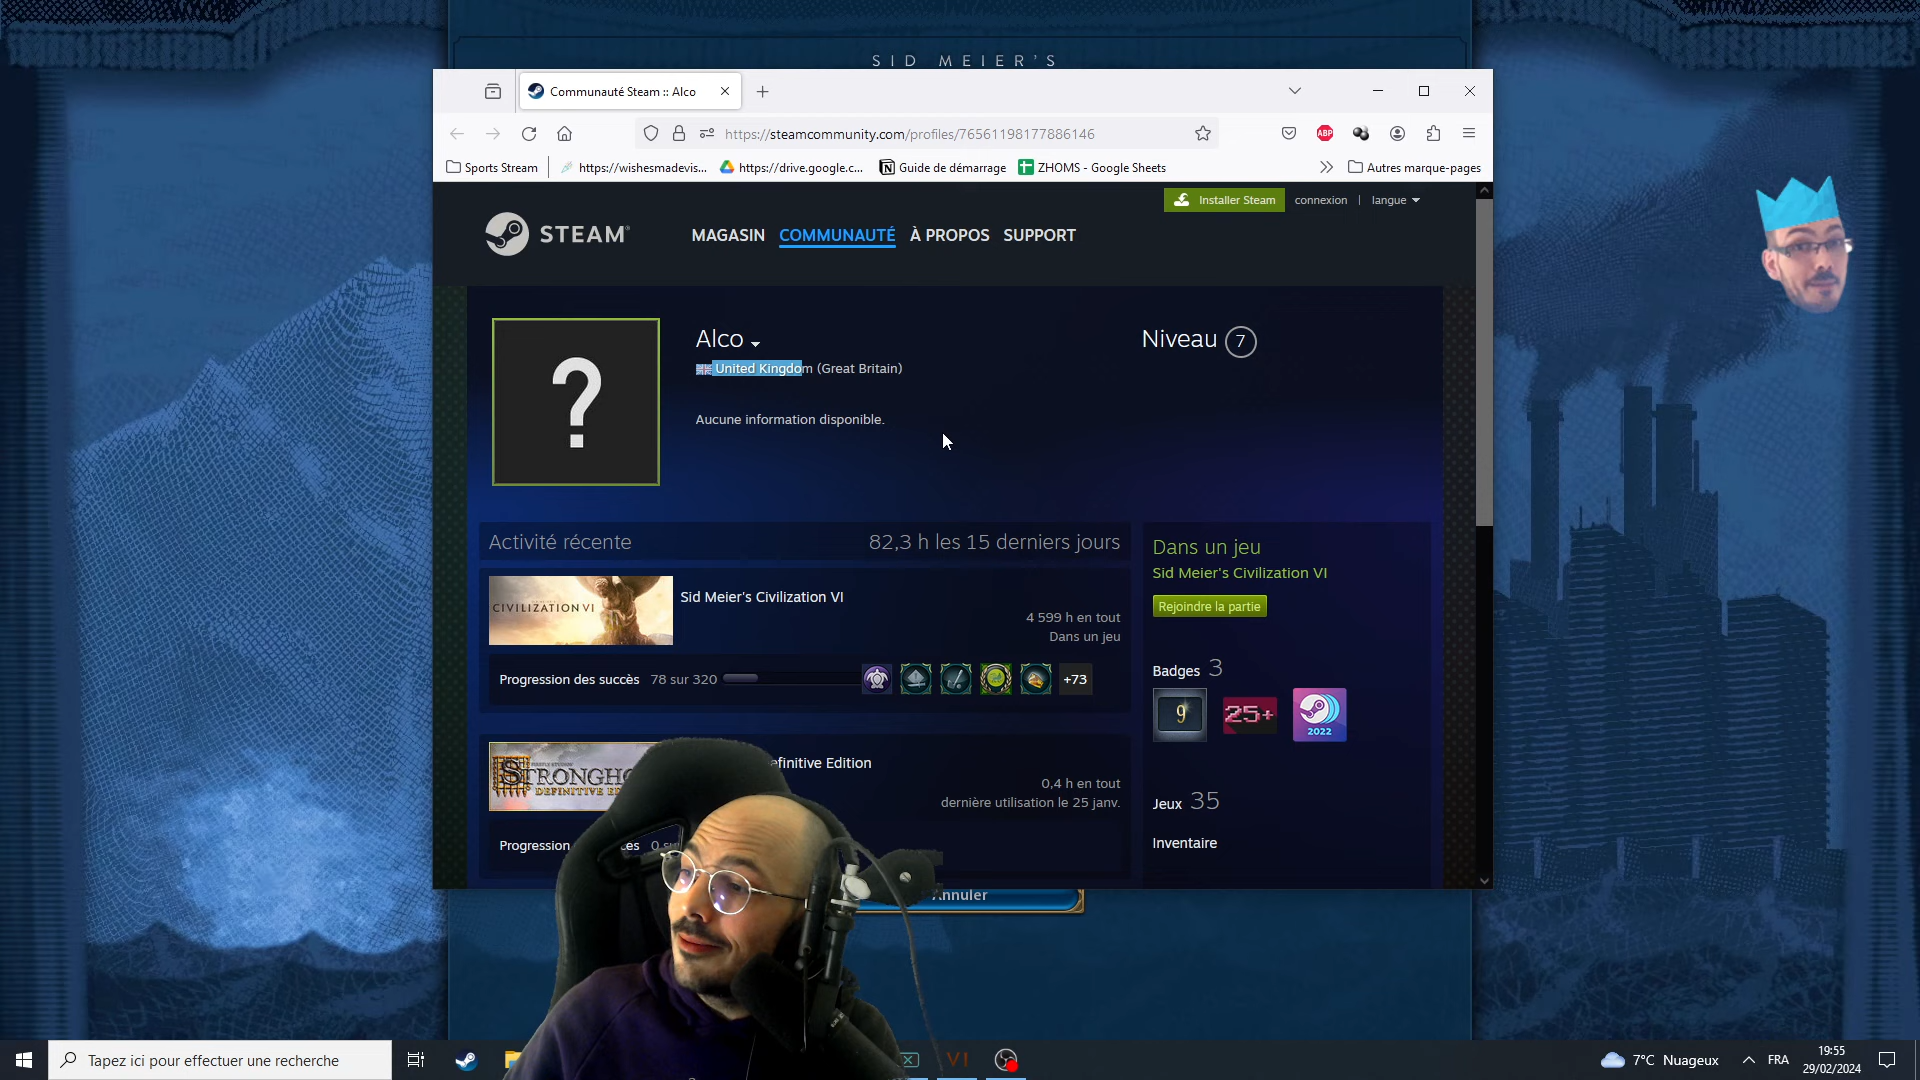 SID MEIER'S
Communauté Steam :: Alco
https://steamcommunity.com/profiles/76561198177886146
ABP
Sports Stream
https://wishesmadevis...
https://drive.google.c...
Guide de démarrage
ZHOMS - Google Sheets
Autres marque-pages
Installer Steam
connexion
langue
STEAM
MAGASIN
COMMUNAUTÉ
À PROPOS
SUPPORT
?
Alco
United Kingdom (Great Britain)
Aucune information disponible.
Niveau 7
Activité récente
82,3 h les 15 derniers jours
CIVILIZATION VI
Sid Meier's Civilization VI
4 599 h en tout
Dans un jeu
Progression des succès 78 sur 320
+73
Dans un jeu
Sid Meier's Civilization VI
Rejoindre la partie
Badges 3
9
25+
2022
efinitive Edition
0,4 h en tout
dernière utilisation le 25 janv.
Progression
Jeux 35
Inventaire
Annuler
Tapez ici pour effectuer une recherche
VI
7°C Nuageux
FRA
19:55
29/02/2024